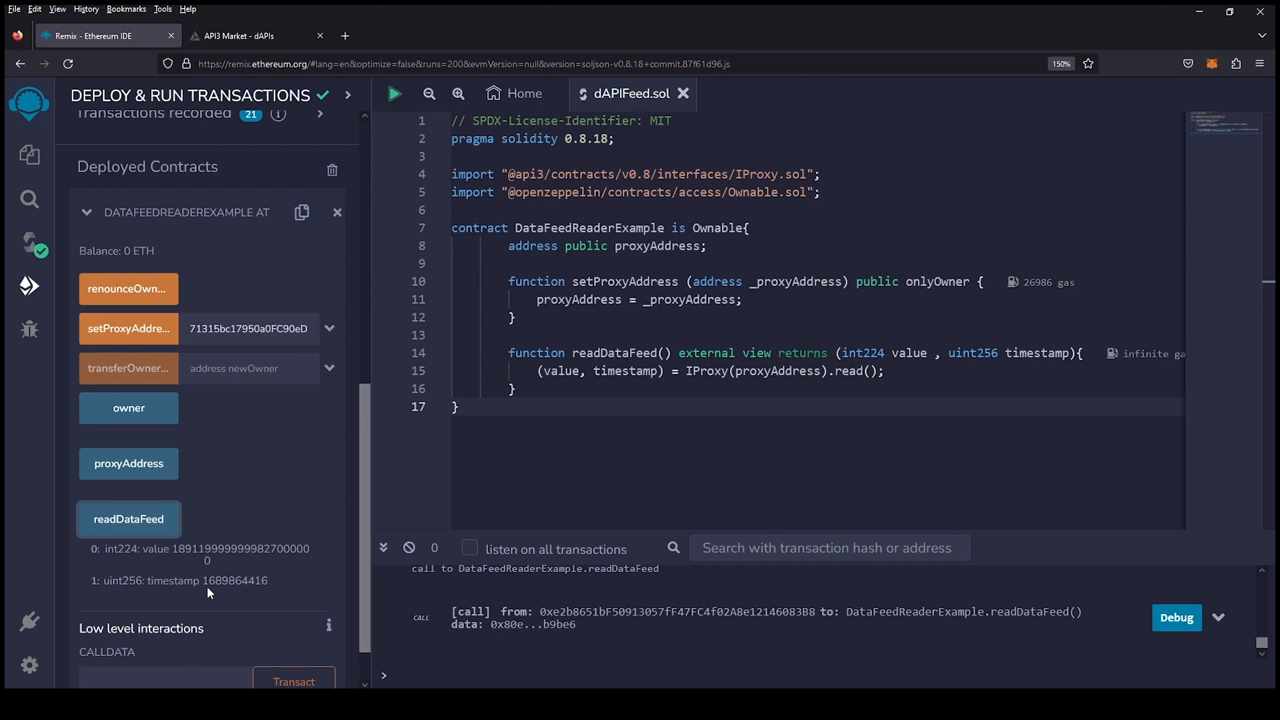 File Edit View History Bookmarks Tools Help
Remix - Ethereum IDE
API3 Market - dAPIs
https://remix.ethereum.org/#lang=en&optimize=false&runs=200&evmVersion=null&version=soljson-v0.8.18+commit.87f61d96.js
150%
DEPLOY & RUN TRANSACTIONS
Transactions recorded 21 i
Deployed Contracts
DATAFEEDREADEREXAMPLE AT
Balance: 0 ETH
renounceOwn...
setProxyAddre... 71315bc17950a0FC90eD
transferOwner... address newOwner
owner
proxyAddress
readDataFeed
0: int224: value 1891199999999827000000
0
1: uint256: timestamp 1689864416
Low level interactions
CALLDATA
Transact
Home
dAPIFeed.sol
1 // SPDX-License-Identifier: MIT
2 pragma solidity 0.8.18;
3
4 import "@api3/contracts/v0.8/interfaces/IProxy.sol";
5 import "@openzeppelin/contracts/access/Ownable.sol";
6
7 contract DataFeedReaderExample is Ownable{
8 address public proxyAddress;
9
10 function setProxyAddress (address _proxyAddress) public onlyOwner { 26986 gas
11 proxyAddress = _proxyAddress;
12 }
13
14 function readDataFeed() external view returns (int224 value , uint256 timestamp){ infinite ga
15 (value, timestamp) = IProxy(proxyAddress).read();
16 }
17 }
0 listen on all transactions
Search with transaction hash or address
call to DataFeedReaderExample.readDataFeed
CALL [call] from: 0xe2b8651bF50913057fF47FC4f02A8e12146083B8 to: DataFeedReaderExample.readDataFeed()
data: 0x80e...b9be6
Debug
>